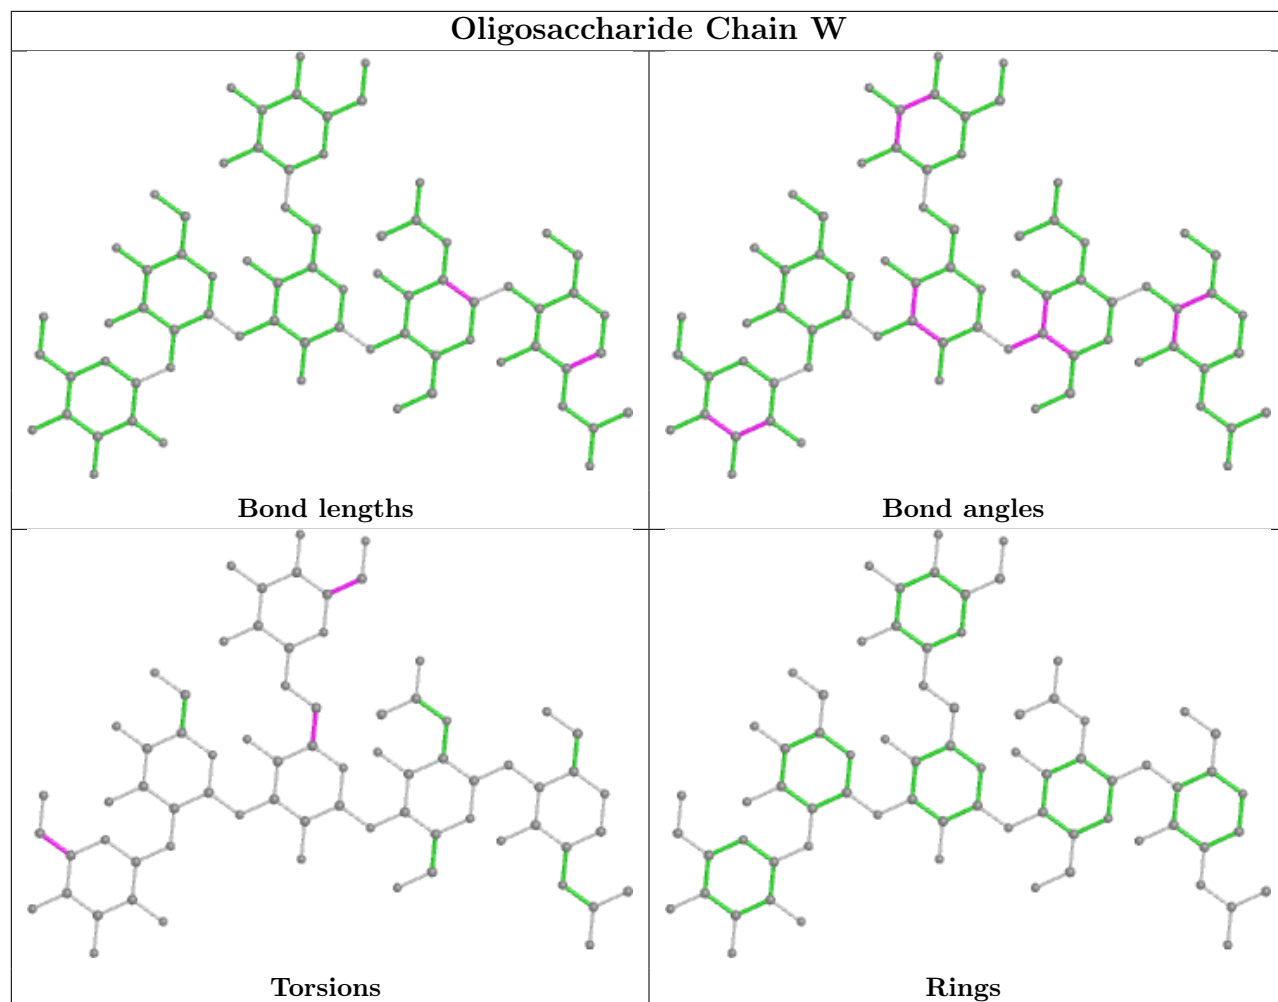 Oligosaccharide Chain W
Bond lengths
Bond angles
Torsions
Rings